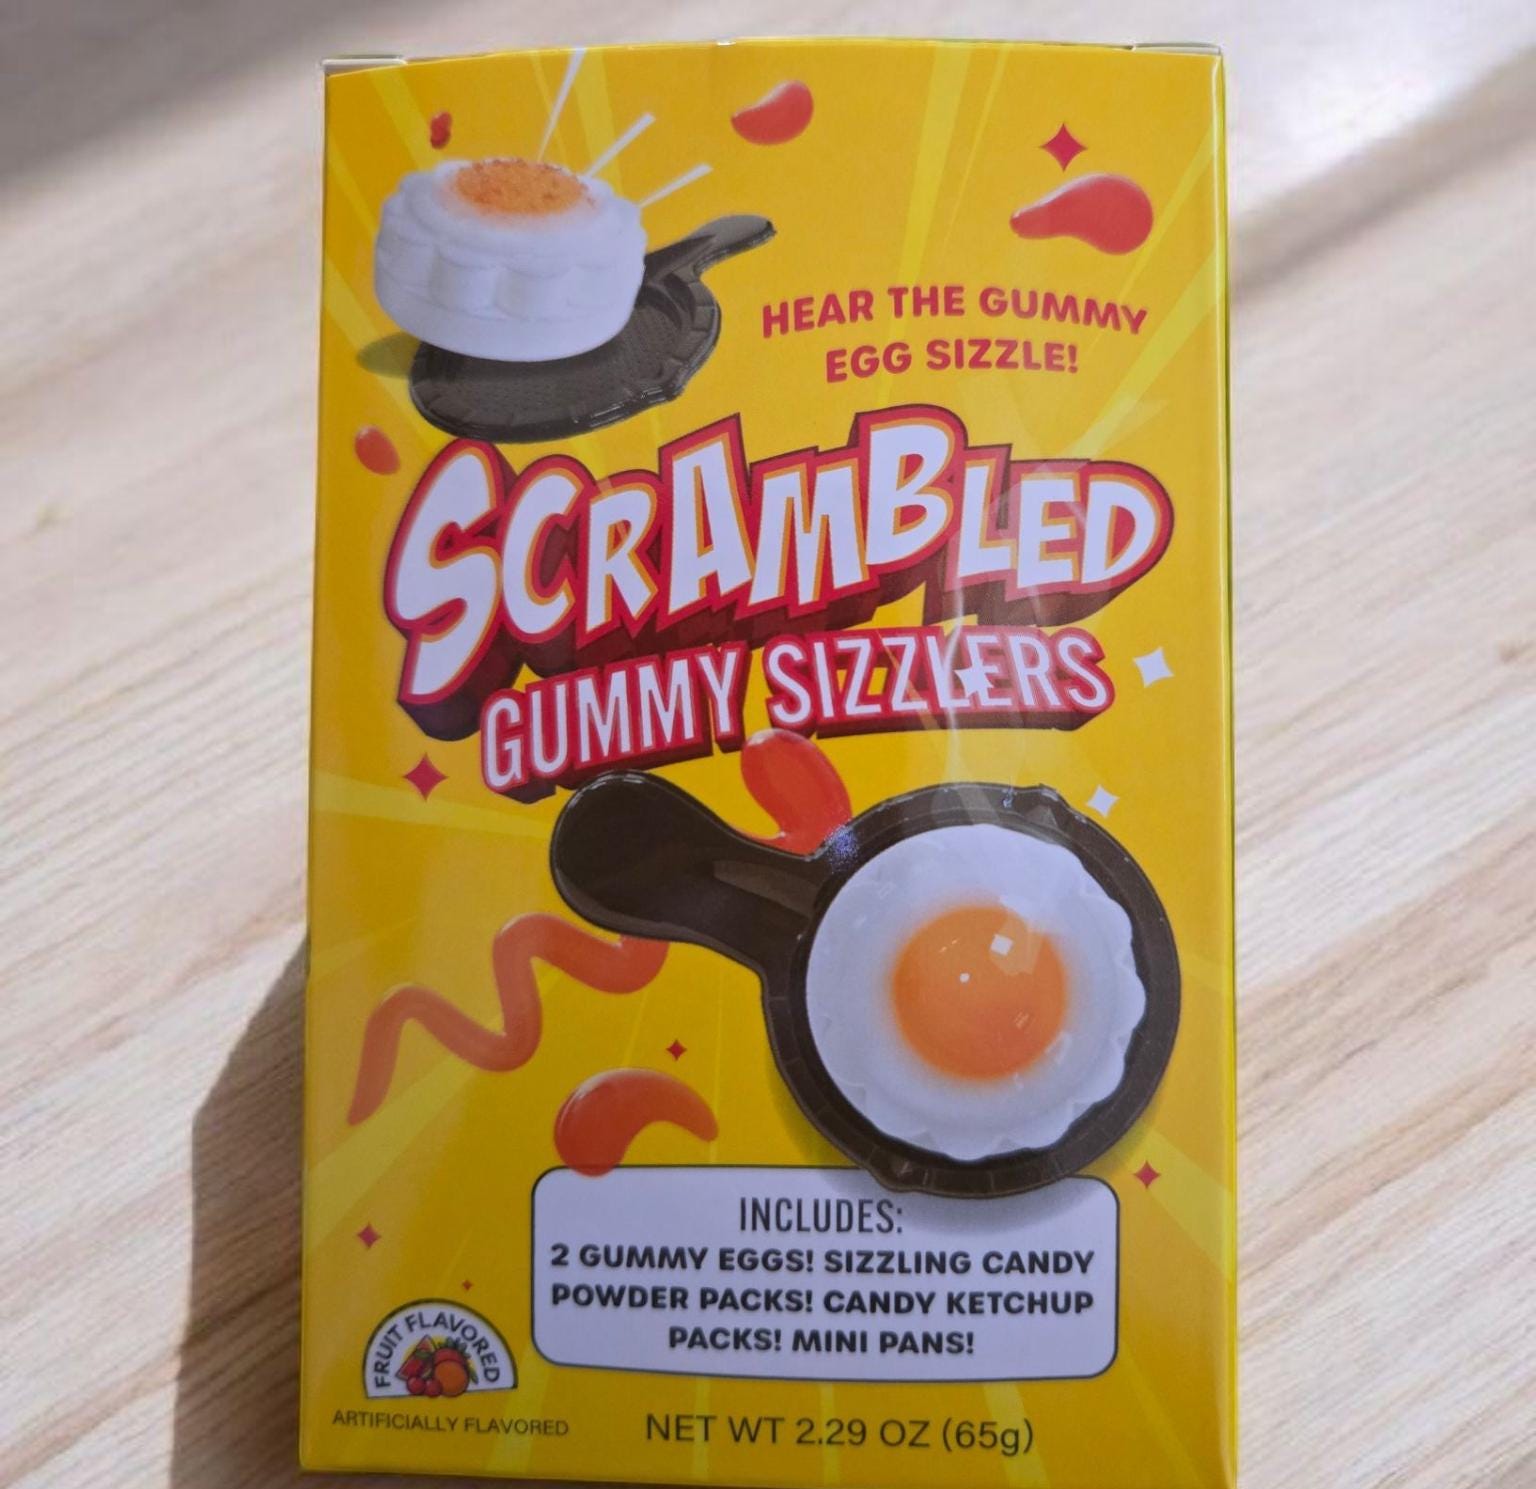 HEAR THE GUMMY
EGG SIZZLE!
SCRAMBLED
GUMMY SIZZLERS
INCLUDES:
2 GUMMY EGGS! SIZZLING CANDY
POWDER PACKS! CANDY KETCHUP
PACKS! MINI PANS!
FRUIT FLAVORED
ARTIFICIALLY FLAVORED
NET WT 2.29 OZ (65g)